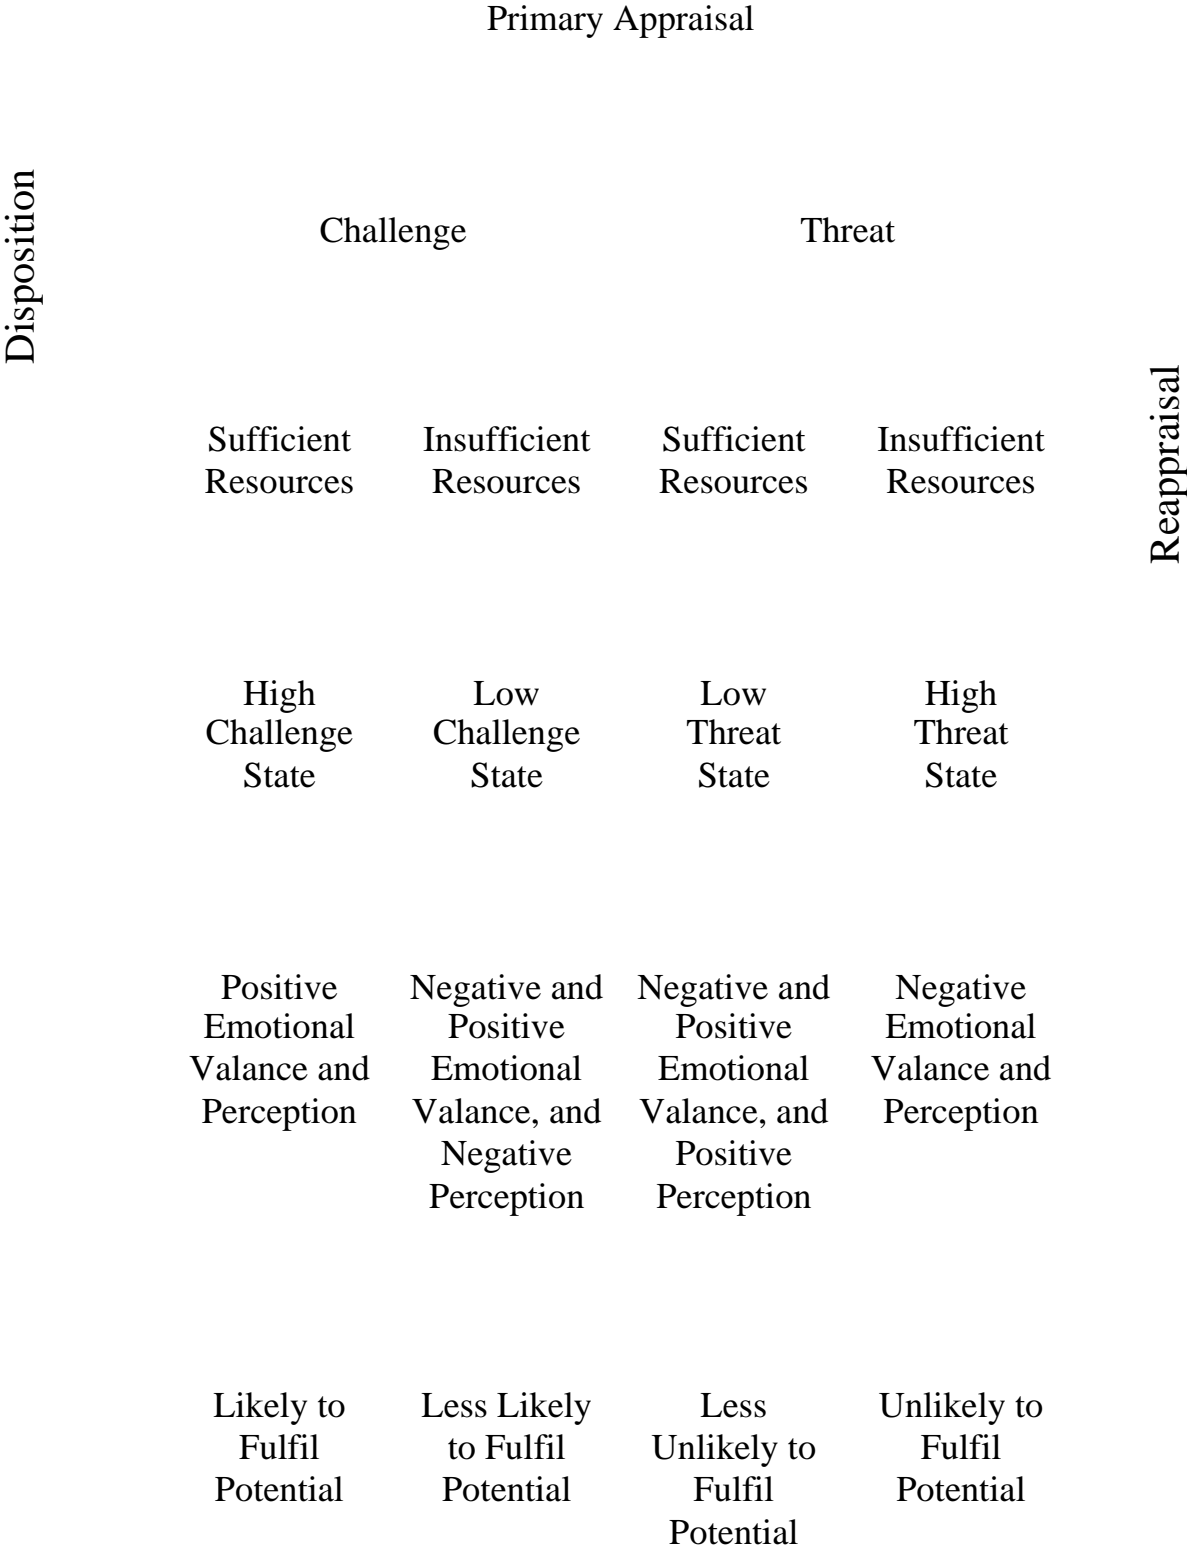 Primary Appraisal
Disposition
Challenge
Threat
Reappraisal
Sufficient
Resources
Insufficient
Resources
Sufficient
Resources
Insufficient
Resources
High
Challenge
State
Low
Challenge
State
Low
Threat
State
High
Threat
State
Positive
Emotional
Valance and
Perception
Negative and
Positive
Emotional
Valance, and
Negative
Perception
Negative and
Positive
Emotional
Valance, and
Positive
Perception
Negative
Emotional
Valance and
Perception
Likely to
Fulfil
Potential
Less Likely
to Fulfil
Potential
Less
Unlikely to
Fulfil
Potential
Unlikely to
Fulfil
Potential